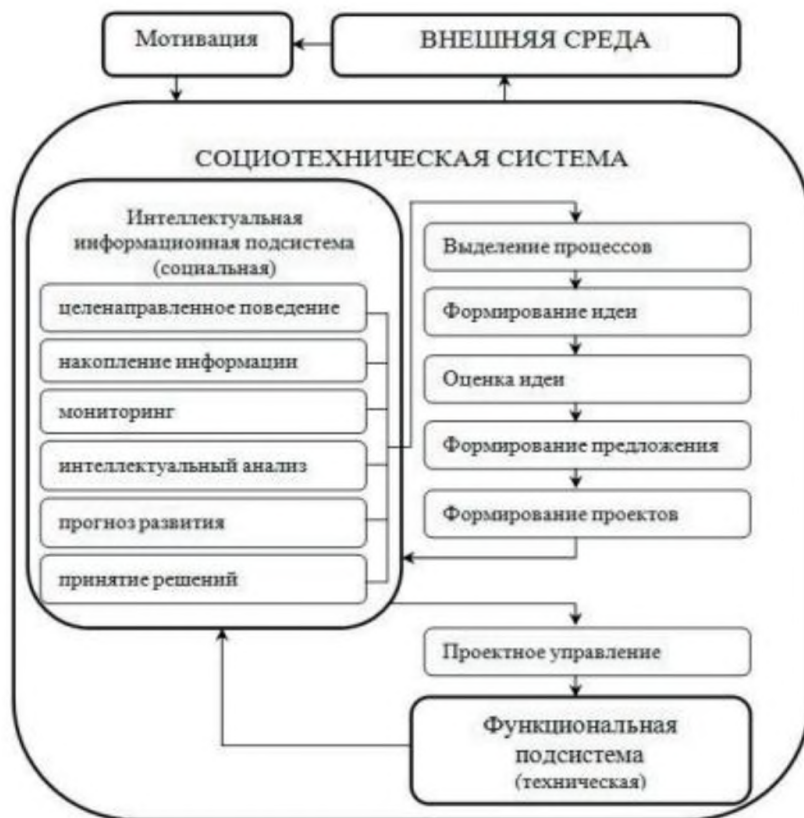 Мотивация
ВНЕШНЯЯ СРЕДА
СОЦИОТЕХНИЧЕСКАЯ СИСТЕМА
Интеллектуальная
информационная подсистема
(социальная)
целенаправленное поведение
накопление информации
мониторинг
интеллектуальный анализ
прогноз развития
принятие решений
Выделение процессов
Формирование идеи
Оценка идеи
Формирование предложения
Формирование проектов
Проектное управление
Функциональная
подсистема
(техническая)